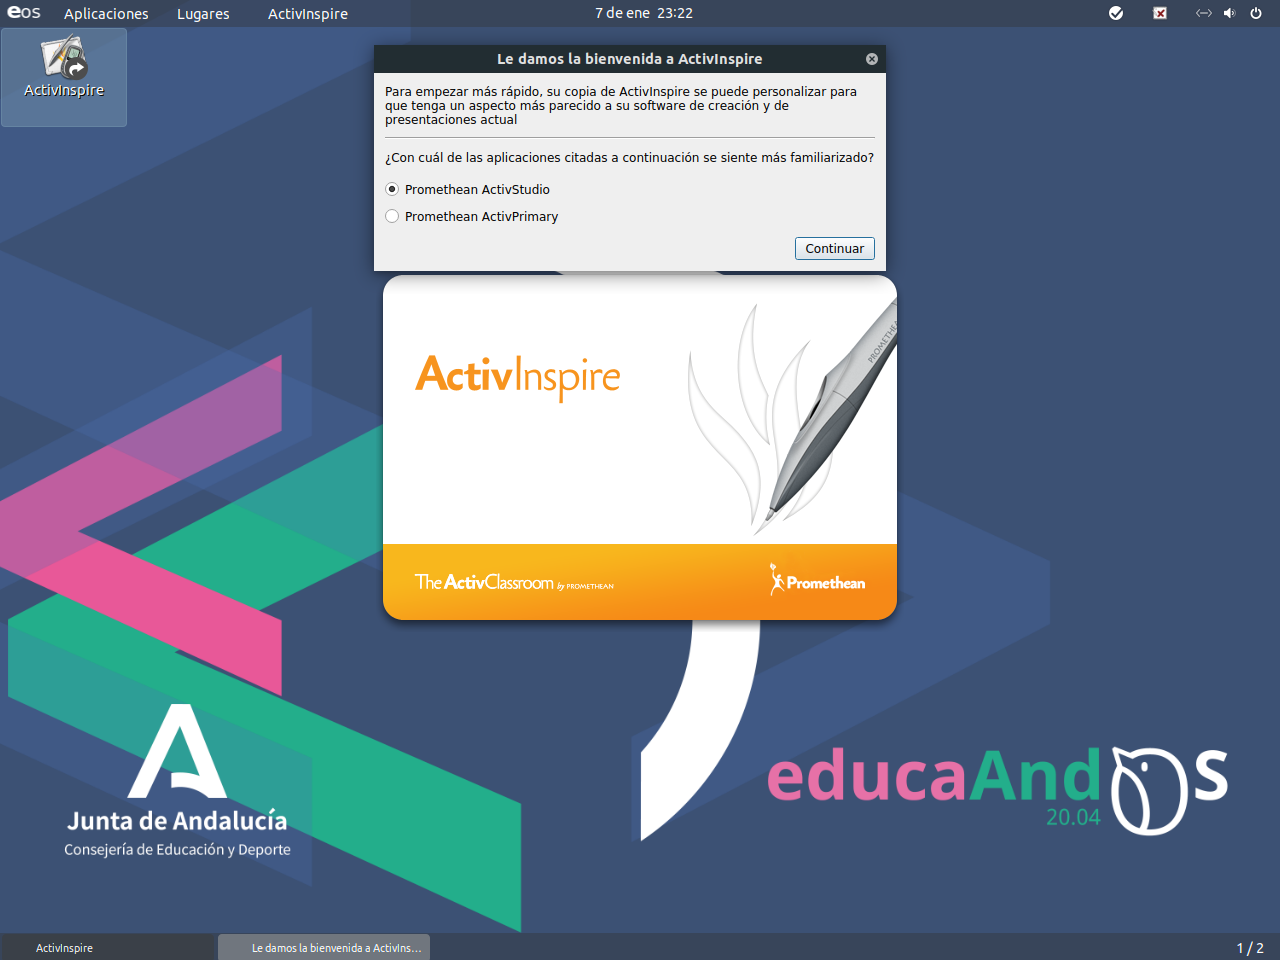 eos Aplicaciones Lugares ActivInspire 7 de ene 23:22
ActivInspire
Le damos la bienvenida a ActivInspire
Para empezar más rápido, su copia de ActivInspire se puede personalizar para
que tenga un aspecto más parecido a su software de creación y de
presentaciones actual
¿Con cuál de las aplicaciones citadas a continuación se siente más familiarizado?
Promethean ActivStudio
Promethean ActivPrimary
Continuar
PROMETHEAN
ActivInspire
The ActivClassroom by PROMETHEAN
Promethean
Junta de Andalucía
Consejería de Educación y Deporte
educaAndOS
20.04
ActivInspire
Le damos la bienvenida a ActivIns...
1 / 2